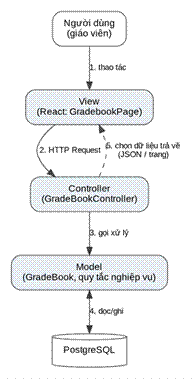 Người dùng
(giáo viên)
1. thao tác
View
(React: GradebookPage)
2. HTTP Request
5. chọn dữ liệu trả về
(JSON / trang)
Controller
(GradeBookController)
3. gọi xử lý
Model
(GradeBook, quy tắc nghiệp vụ)
4. đọc/ghi
PostgreSQL